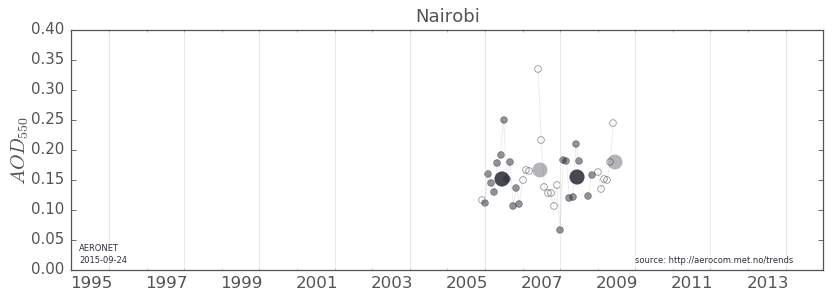 Nairobi
0.40
0.35
0.30
0.25
0.20
0.15
0.10
0.05
0.00
AOD550
AERONET
2015-09-24
source: http://aerocom.met.no/trends
1995 1997 1999 2001 2003 2005 2007 2009 2011 2013